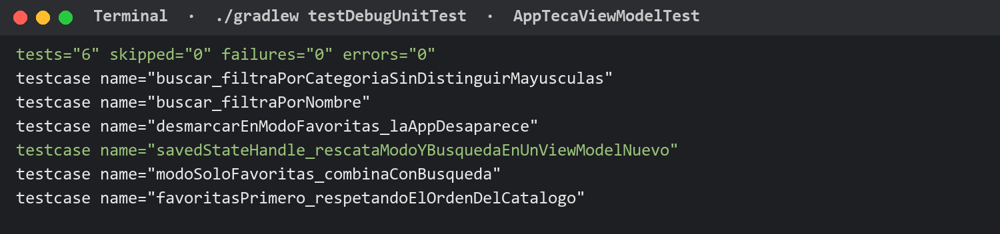 Terminal · ./gradlew testDebugUnitTest · AppTecaViewModelTest
tests="6" skipped="0" failures="0" errors="0"
testcase name="buscar_filtraPorCategoriaSinDistinguirMayusculas"
testcase name="buscar_filtraPorNombre"
testcase name="desmarcarEnModoFavoritas_laAppDesaparece"
testcase name="savedStateHandle_rescataModoYBusquedaEnUnViewModelNuevo"
testcase name="modoSoloFavoritas_combinaConBusqueda"
testcase name="favoritasPrimero_respetandoElOrdenDelCatalogo"